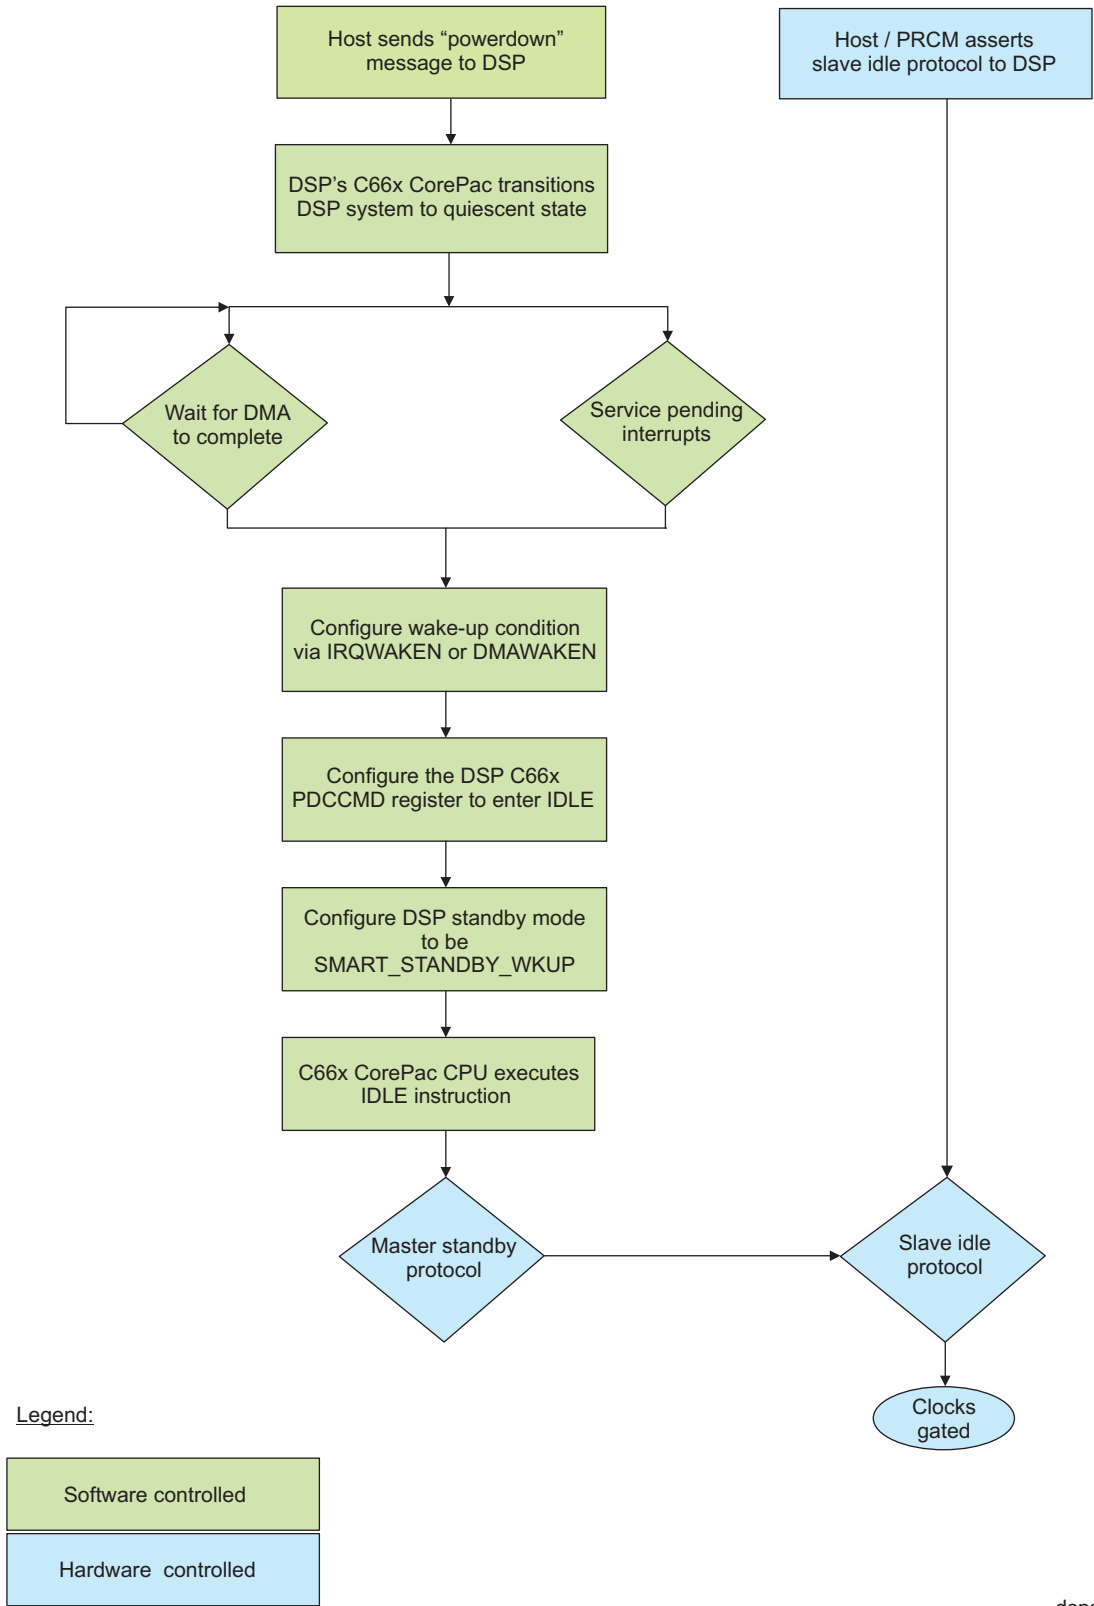 Host sends “powerdown”
message to DSP
Host / PRCM asserts
slave idle protocol to DSP
DSP's C66x CorePac transitions
DSP system to quiescent state
Wait for DMA
to complete
Service pending
interrupts
Configure wake-up condition
via IRQWAKEN or DMAWAKEN
Configure the DSP C66x
PDCCMD register to enter IDLE
Configure DSP standby mode
to be
SMART_STANDBY_WKUP
C66x CorePac CPU executes
IDLE instruction
Master standby
protocol
Slave idle
protocol
Clocks
gated
Legend:
Software controlled
Hardware controlled